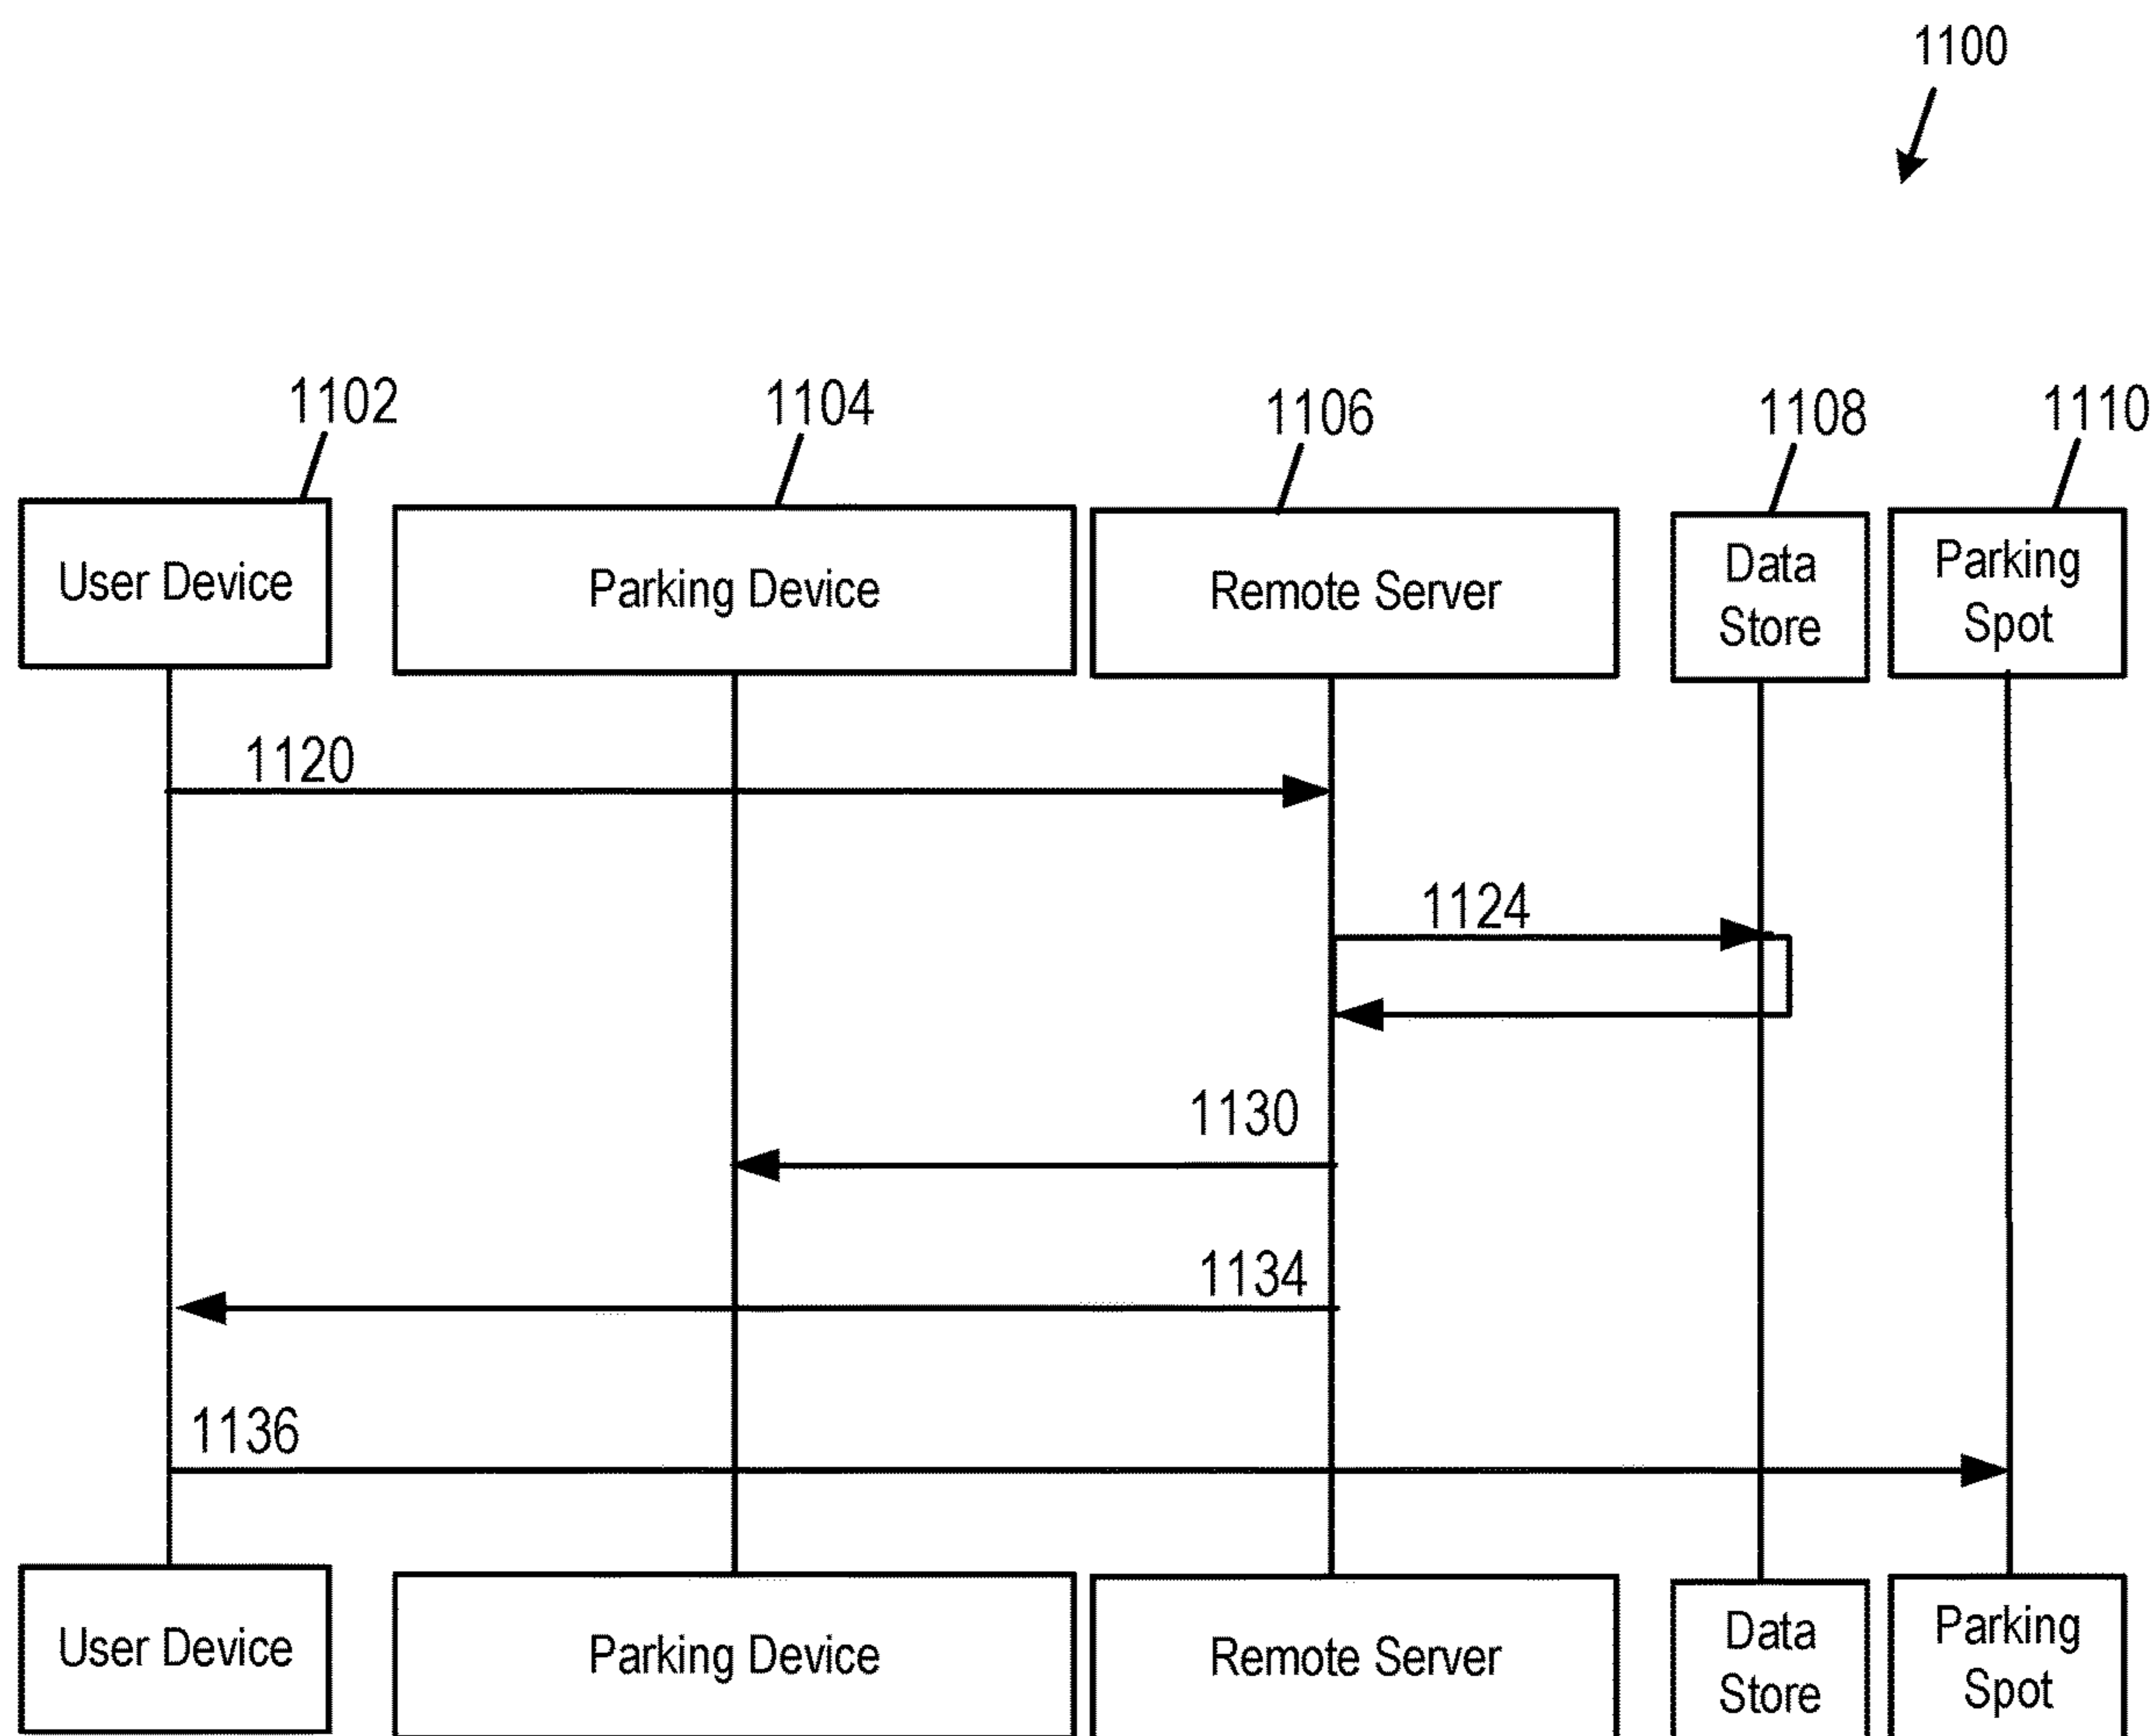 1100
1102
1104
1106
1108
1110
User Device
Parking Device
Remote Server
Data
Store
Parking
Spot
1120
1124
1130
1134
1136
User Device
Parking Device
Remote Server
Data
Store
Parking
Spot